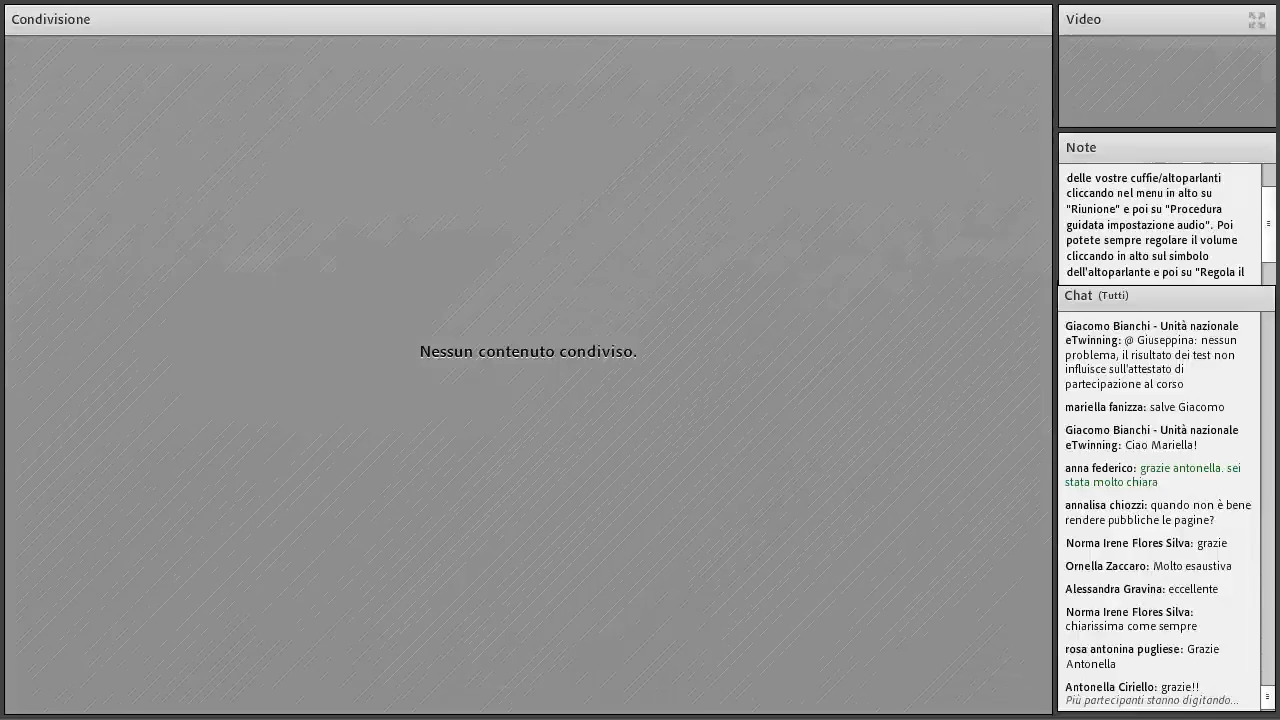 Condivisione
Nessun contenuto condiviso.
Video
Note
delle vostre cuffie/altoparlanti
cliccando nel menu in alto su
"Riunione" e poi su "Procedura
guidata impostazione audio". Poi
potete sempre regolare il volume
cliccando in alto sul simbolo
dell'altoparlante e poi su "Regola il
Chat (Tutti)
Giacomo Bianchi - Unità nazionale
eTwinning: @ Giuseppina: nessun
problema, il risultato dei test non
influisce sull'attestato di
partecipazione al corso
mariella fanizza: salve Giacomo
Giacomo Bianchi - Unità nazionale
eTwinning: Ciao Mariella!
anna federico: grazie antonella. sei
stata molto chiara
annalisa chiozzi: quando non è bene
rendere pubbliche le pagine?
Norma Irene Flores Silva: grazie
Ornella Zaccaro: Molto esaustiva
Alessandra Gravina: eccellente
Norma Irene Flores Silva:
chiarissima come sempre
rosa antonina pugliese: Grazie
Antonella
Antonella Ciriello: grazie!!
Più partecipanti stanno digitando...